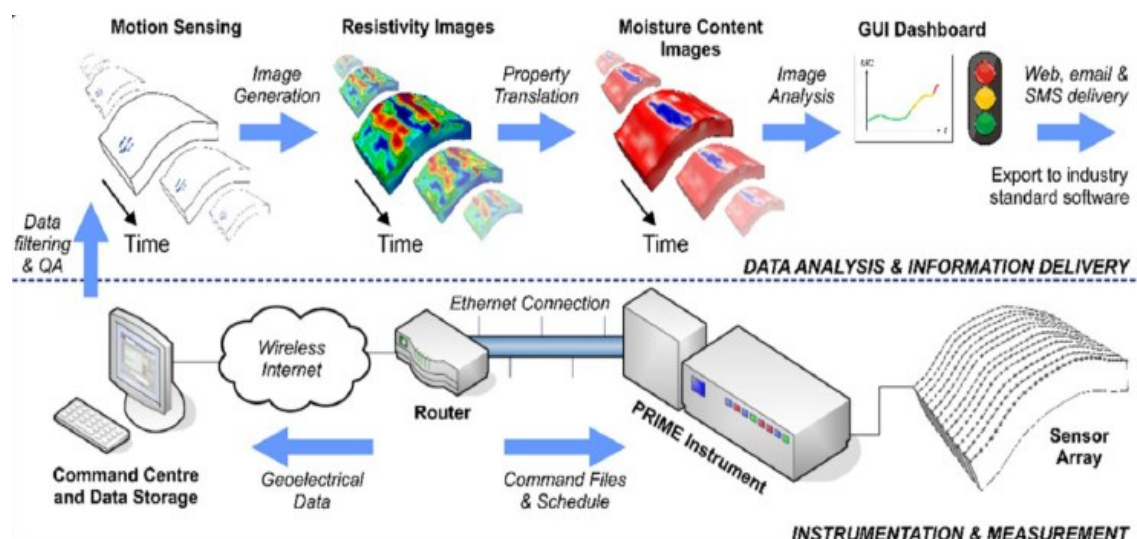 Motion Sensing
Resistivity Images
Moisture Content
Images
GUI Dashboard
Image
Generation
Property
Translation
Image
Analysis
Web, email &
SMS delivery
Export to industry
standard software
Time
Time
Time
Data
filtering
& QA
DATA ANALYSIS & INFORMATION DELIVERY
Ethernet Connection
Wireless
Internet
Router
PRIME Instrument
Sensor
Array
Command Centre
and Data Storage
Geoelectrical
Data
Command Files
& Schedule
INSTRUMENTATION & MEASUREMENT